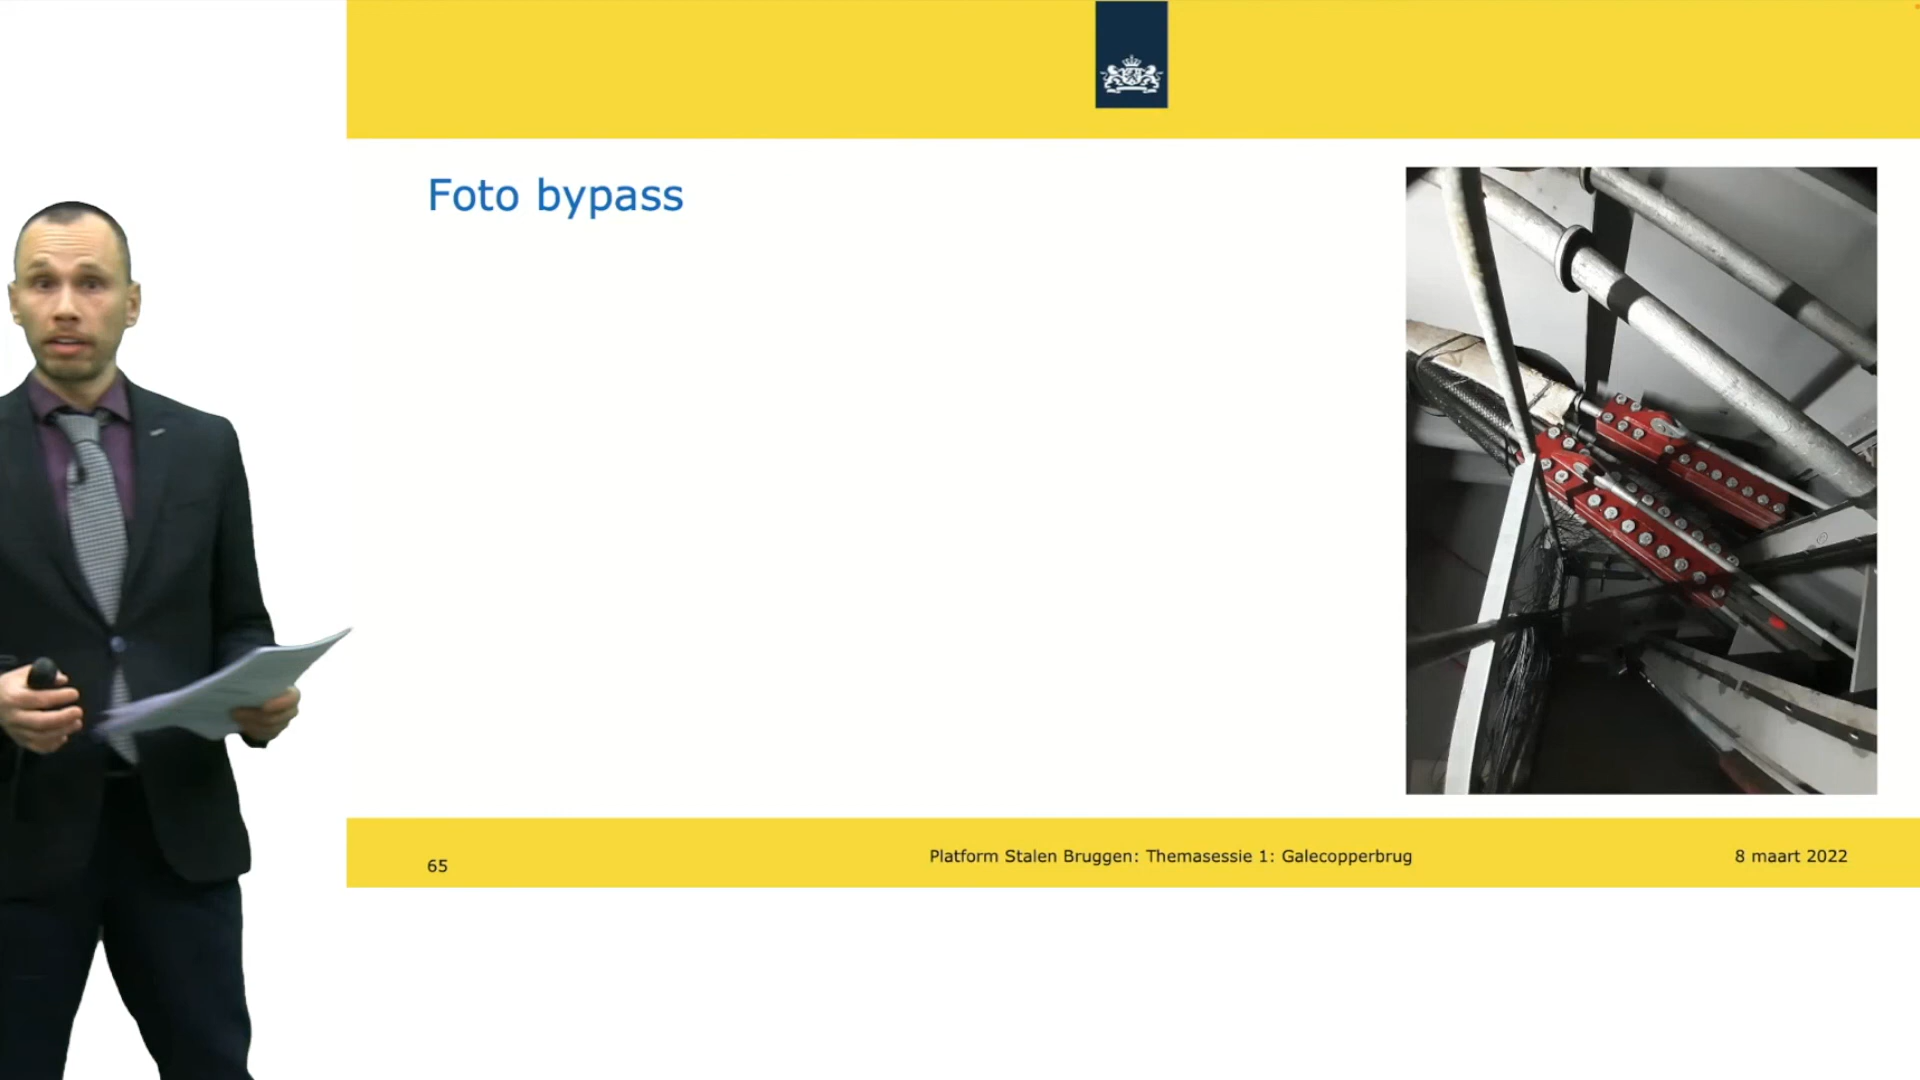 Foto bypass
65
Platform Stalen Bruggen: Themasessie 1: Galecopperbrug
8 maart 2022